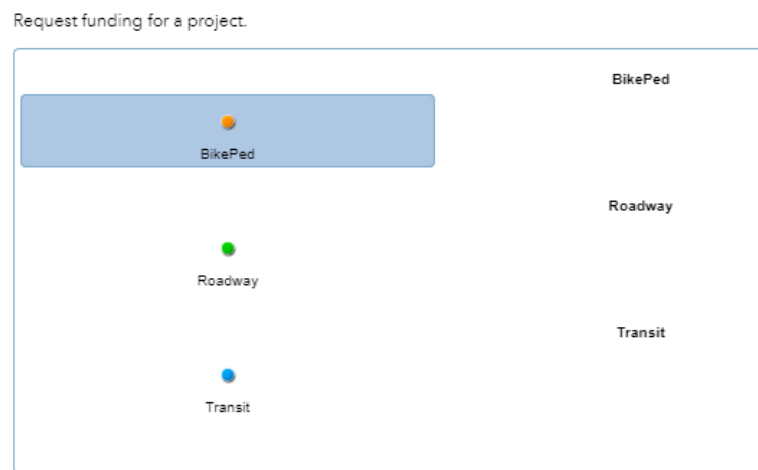 Request funding for a project.
BikePed
BikePed
Roadway
Roadway
Transit
Transit